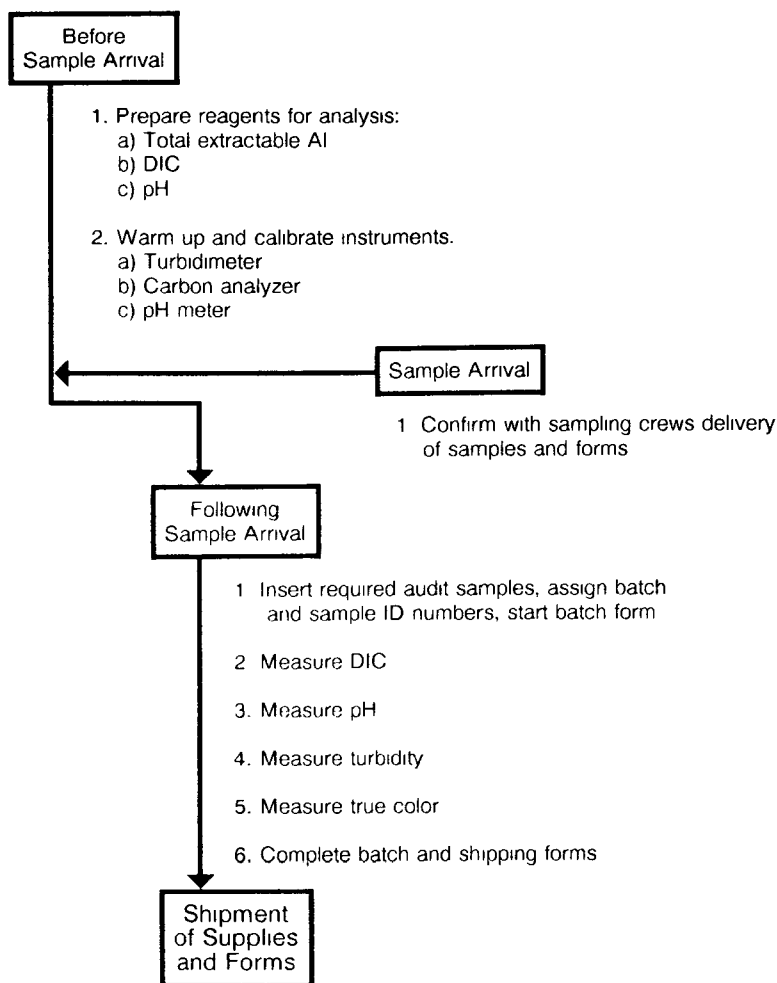 Before
Sample Arrival
1. Prepare reagents for analysis:
a) Total extractable Al
b) DIC
c) pH
2. Warm up and calibrate instruments.
a) Turbidimeter
b) Carbon analyzer
c) pH meter
Sample Arrival
1 Confirm with sampling crews delivery
of samples and forms
Following
Sample Arrival
1 Insert required audit samples, assign batch
and sample ID numbers, start batch form
2 Measure DIC
3. Measure pH
4. Measure turbidity
5. Measure true color
6. Complete batch and shipping forms
Shipment
of Supplies
and Forms